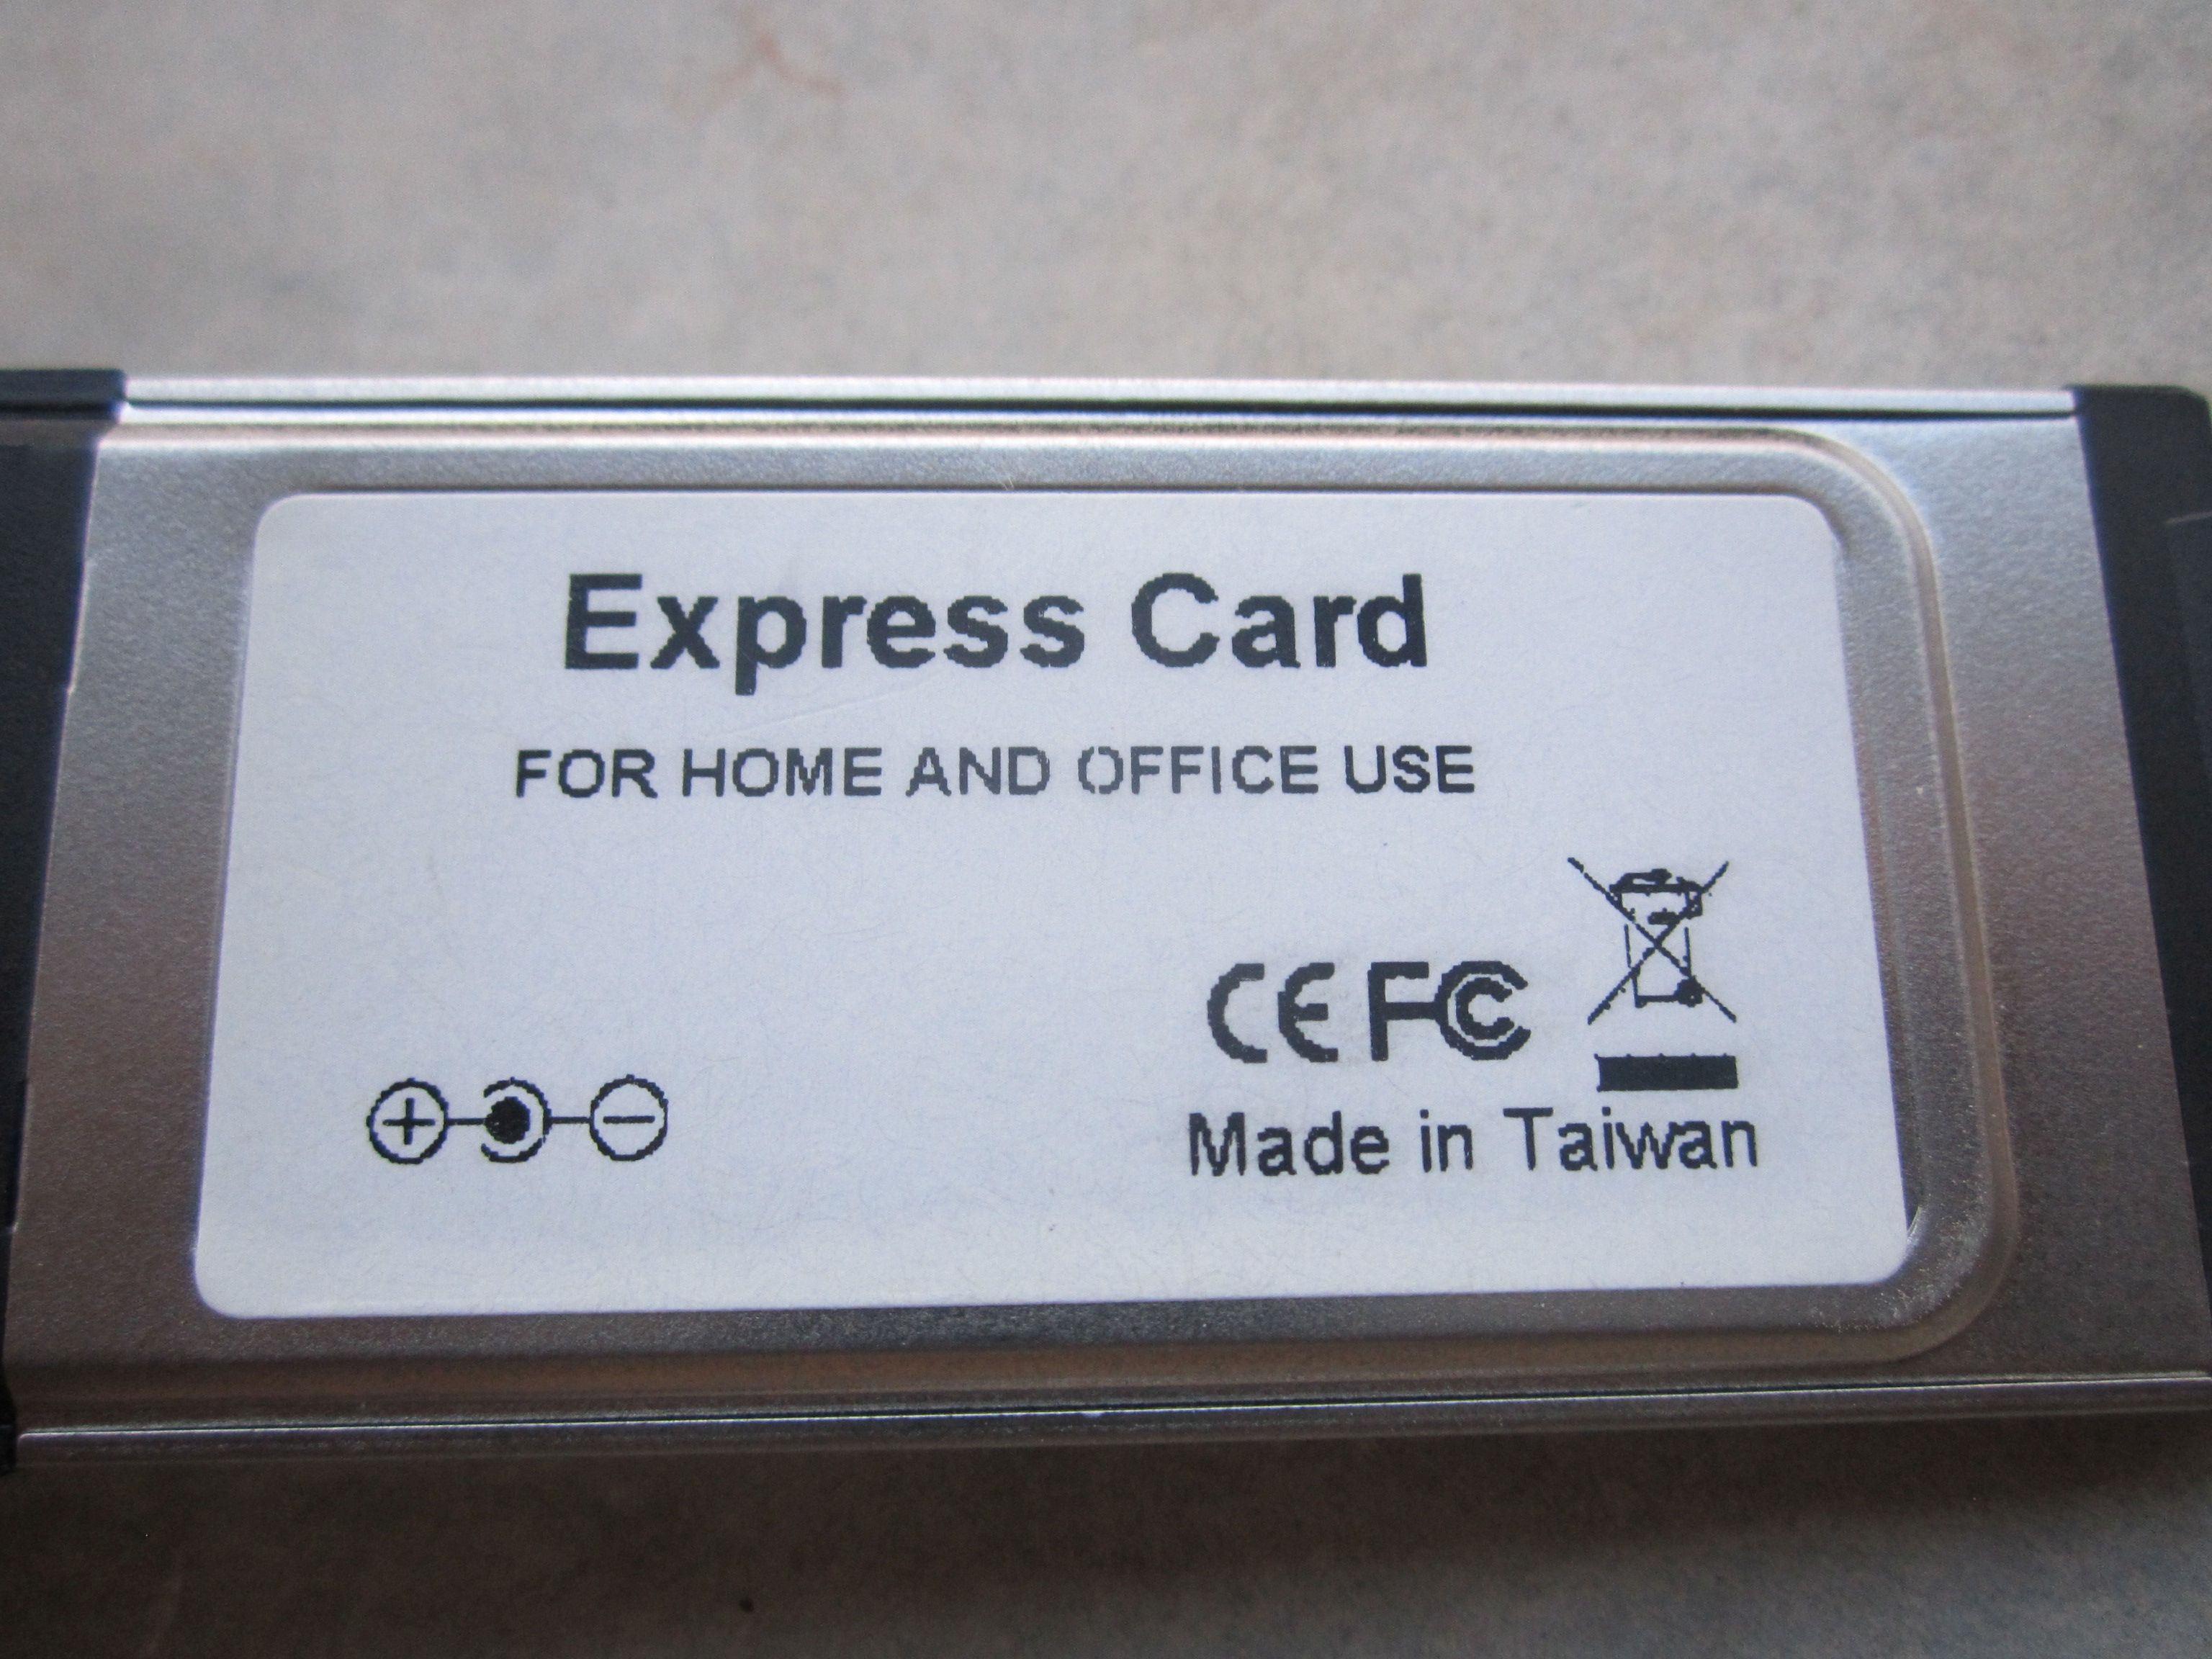 Express Card
FOR HOME AND OFFICE USE
CE FC
Made in Taiwan